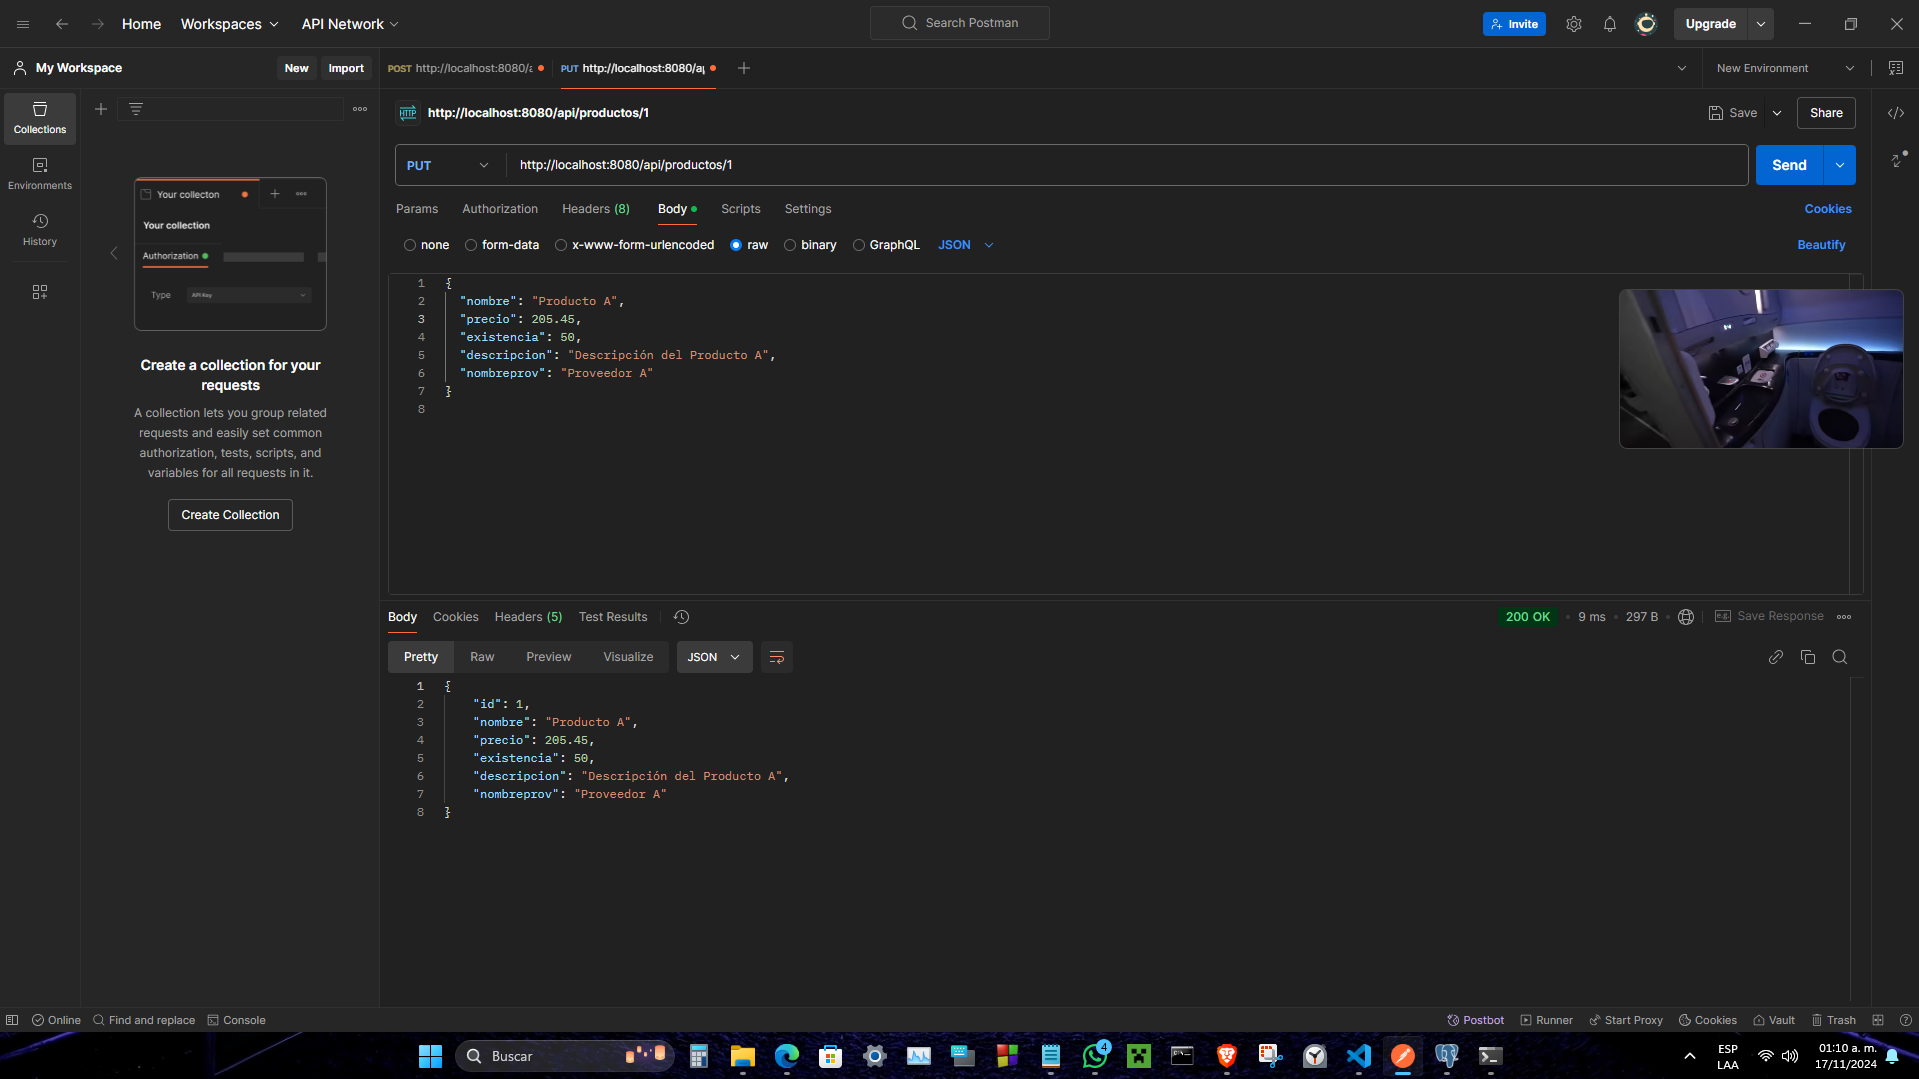 Home Workspaces API Network Search Postman Invite Upgrade
My Workspace New Import POST http://localhost:8080/a PUT http://localhost:8080/ap New Environment
Collections
Environments
History
Your collecton
Your collection
Authorization
Type API Key
Create a collection for your
requests
A collection lets you group related
requests and easily set common
authorization, tests, scripts, and
variables for all requests in it.
Create Collection
HTTP http://localhost:8080/api/productos/1 Save Share
PUT http://localhost:8080/api/productos/1 Send
Params Authorization Headers (8) Body Scripts Settings Cookies
none form-data x-www-form-urlencoded raw binary GraphQL JSON Beautify
1 {
2 "nombre": "Producto A",
3 "precio": 205.45,
4 "existencia": 50,
5 "descripcion": "Descripción del Producto A",
6 "nombreprov": "Proveedor A"
7 }
8
Body Cookies Headers (5) Test Results 200 OK 9 ms 297 B e.g. Save Response
Pretty Raw Preview Visualize JSON
1 {
2 "id": 1,
3 "nombre": "Producto A",
4 "precio": 205.45,
5 "existencia": 50,
6 "descripcion": "Descripción del Producto A",
7 "nombreprov": "Proveedor A"
8 }
Online Find and replace Console Postbot Runner Start Proxy Cookies Vault Trash
Buscar 4 ESP 01:10 a. m.
LAA 17/11/2024